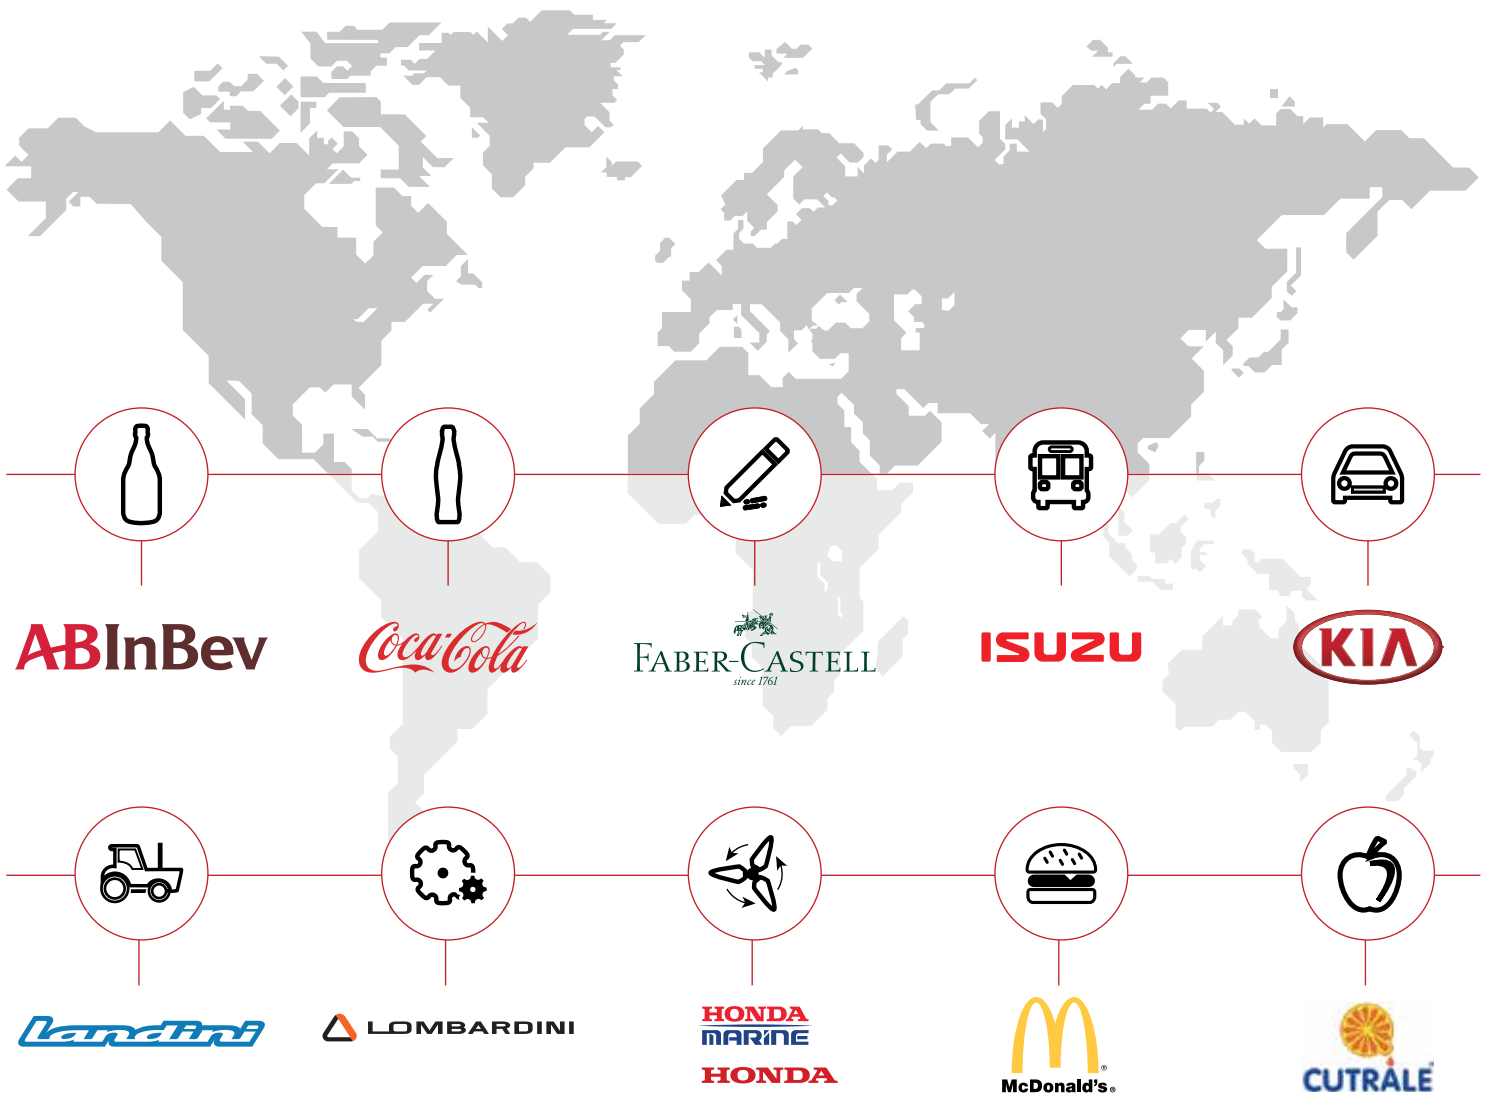 ABInBev
Coca-Cola
FABER-CASTELL
since 1761
ISUZU
KIA
Landini
LOMBARDINI
HONDA
MARINE
HONDA
McDonald's®
CUTRALE